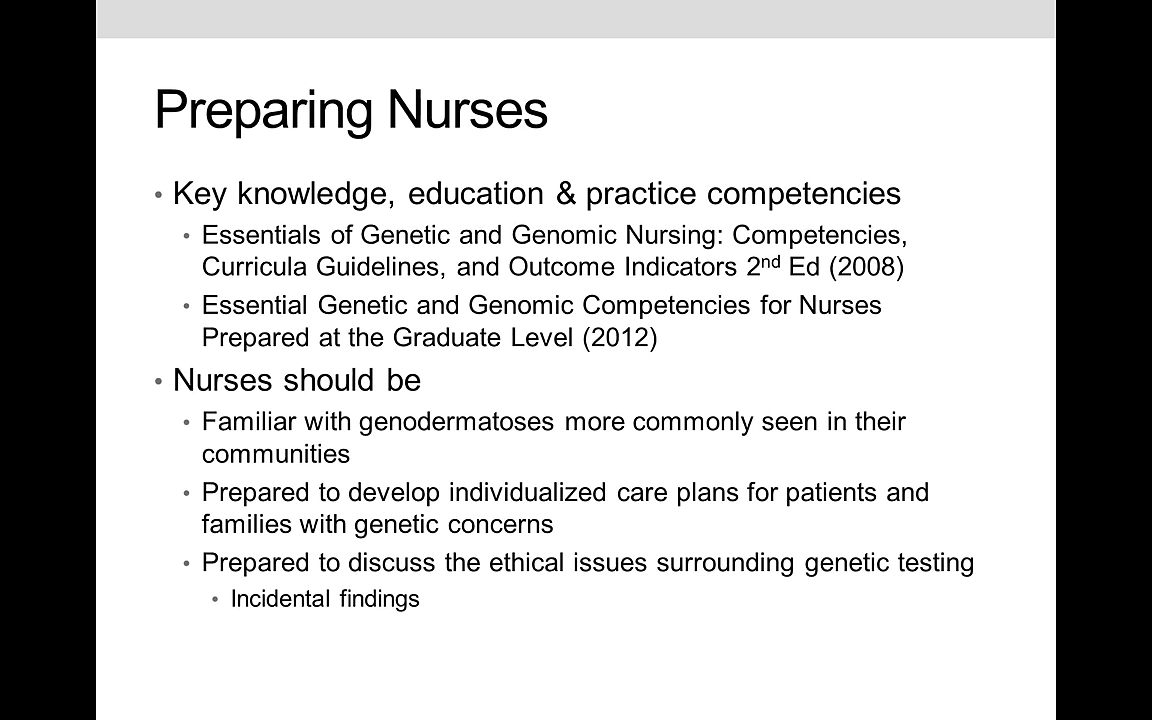 Preparing Nurses
• Key knowledge, education & practice competencies
• Essentials of Genetic and Genomic Nursing: Competencies,
Curricula Guidelines, and Outcome Indicators 2nd Ed (2008)
• Essential Genetic and Genomic Competencies for Nurses
Prepared at the Graduate Level (2012)
• Nurses should be
• Familiar with genodermatoses more commonly seen in their
communities
• Prepared to develop individualized care plans for patients and
families with genetic concerns
• Prepared to discuss the ethical issues surrounding genetic testing
• Incidental findings